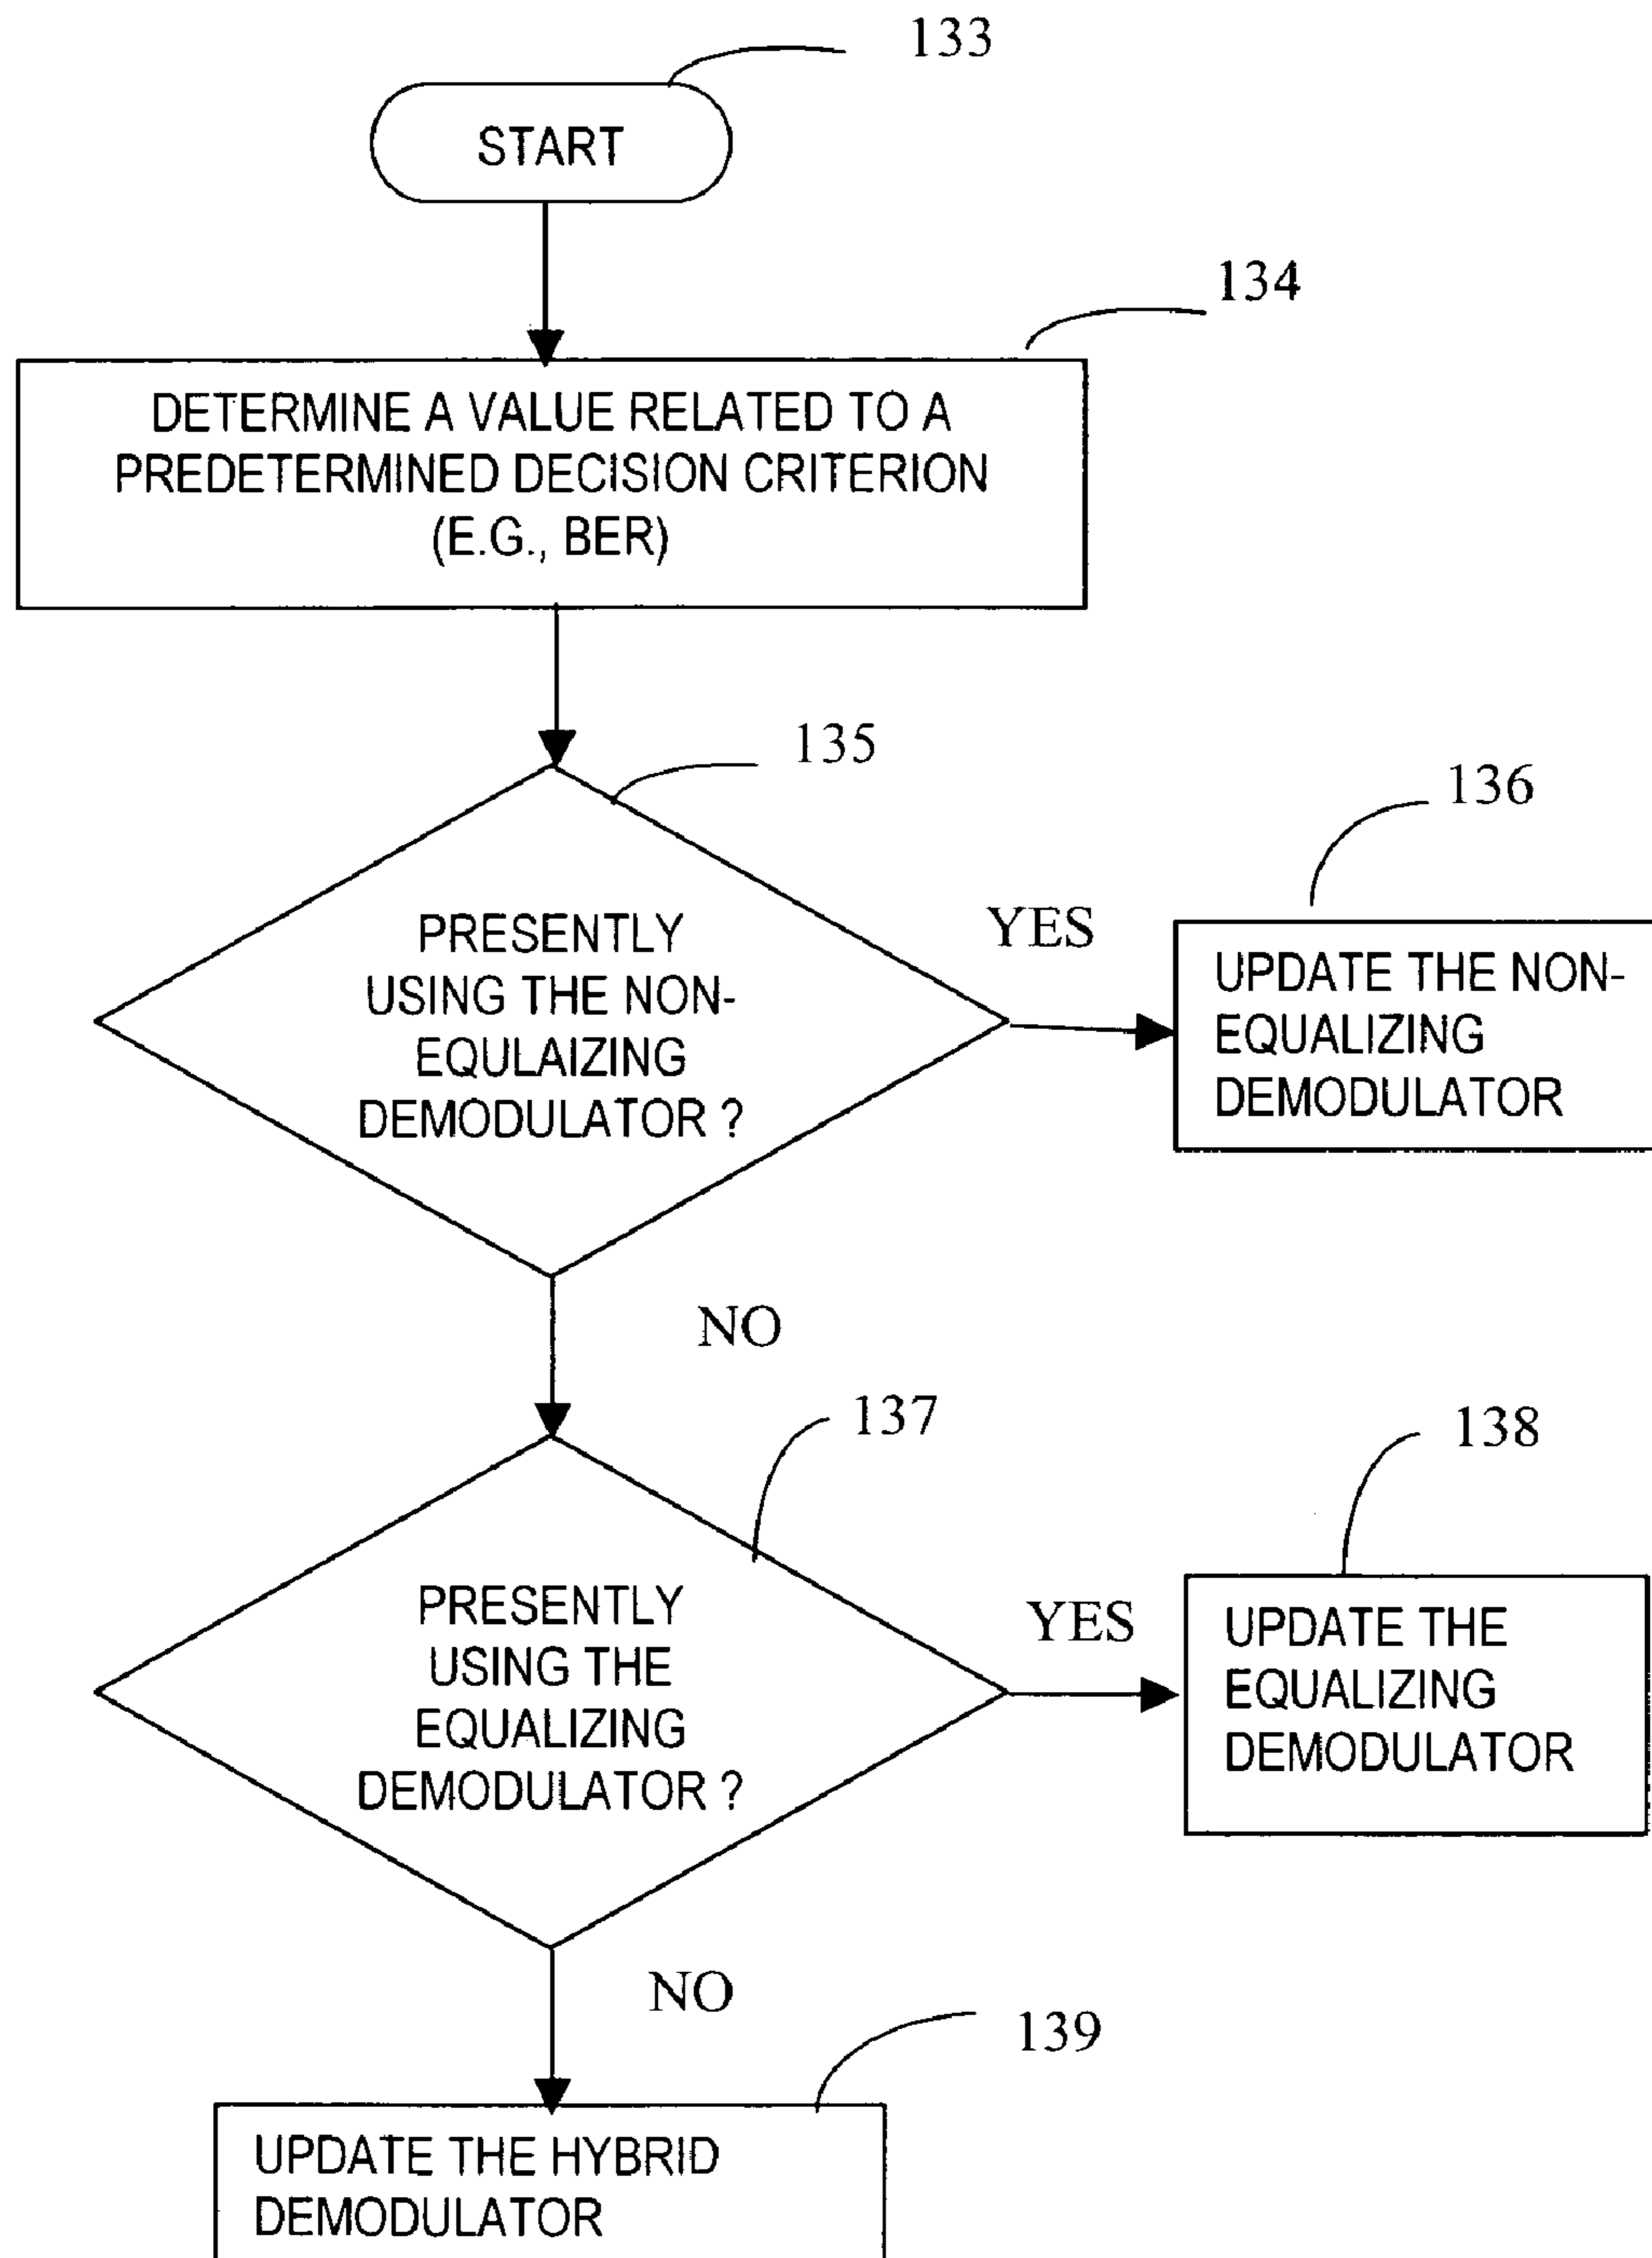 133
START
134
DETERMINE A VALUE RELATED TO A
PREDETERMINED DECISION CRITERION
(E.G., BER)
135
PRESENTLY
USING THE NON-
EQULAIZING
DEMODULATOR ?
YES
136
UPDATE THE NON-
EQUALIZING
DEMODULATOR
NO
137
PRESENTLY
USING THE
EQUALIZING
DEMODULATOR ?
YES
138
UPDATE THE
EQUALIZING
DEMODULATOR
NO
139
UPDATE THE HYBRID
DEMODULATOR